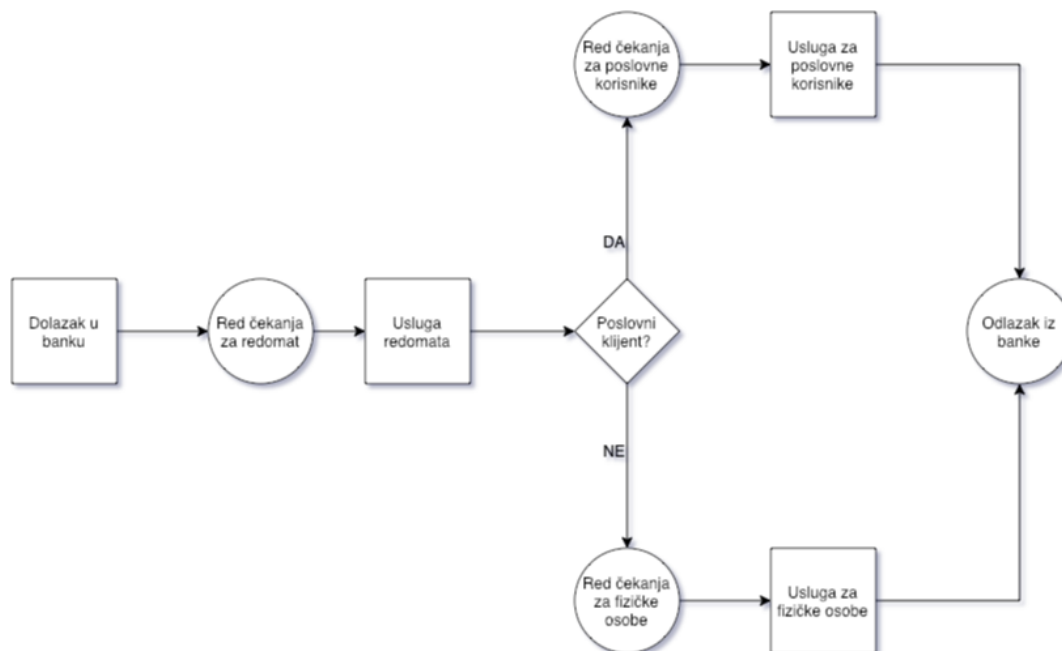 Red čekanja
za poslovne
korisnike
Usluga za
poslovne
korisnike
DA
Dolazak u
banku
Red čekanja
za redomat
Usluga
redomata
Poslovni
klijent?
Odlazak iz
banke
NE
Red čekanja
za fizičke
osobe
Usluga za
fizičke osobe